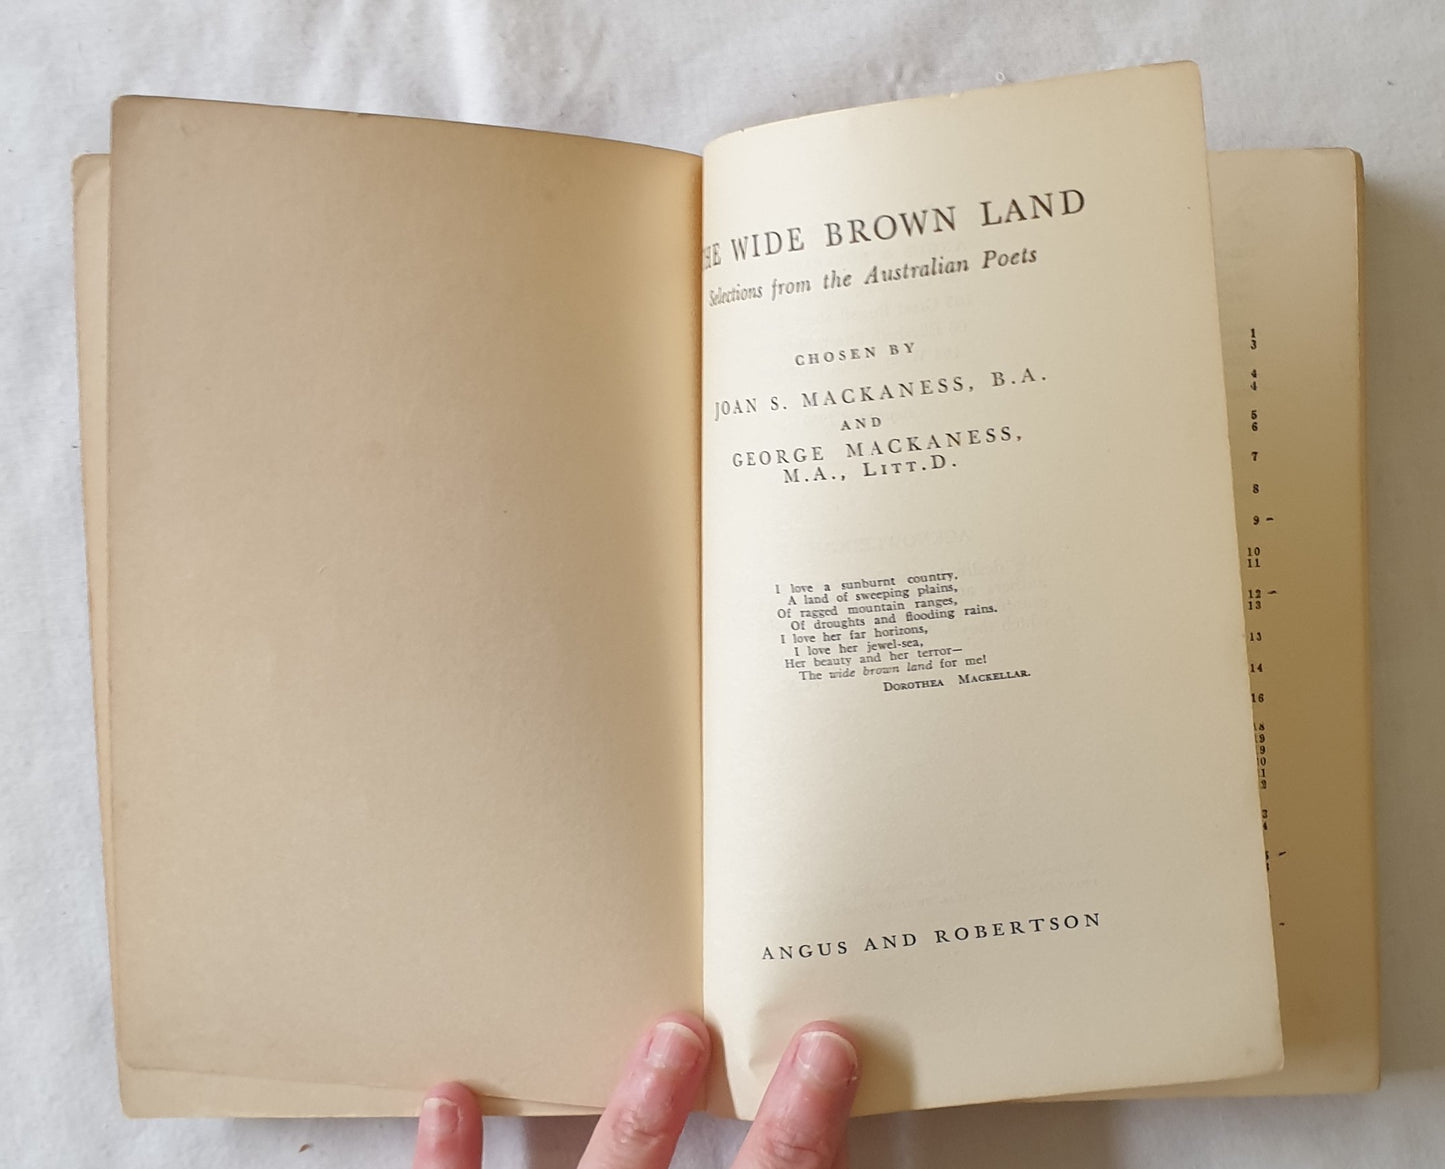 THE WIDE BROWN LAND
Selections from the Australian Poets
CHOSEN BY
JOAN S. MACKANESS, B.A.
AND
GEORGE MACKANESS,
M.A., LITT.D.
I love a sunburnt country,
A land of sweeping plains,
Of ragged mountain ranges,
Of droughts and flooding rains.
I love her far horizons,
I love her jewel-sea,
Her beauty and her terror—
The wide brown land for me!
DOROTHEA MACKELLAR.
ANGUS AND ROBERTSON
1
3
4
4
5
6
7
8
9 –
10
11
12 –
13
13
14
16